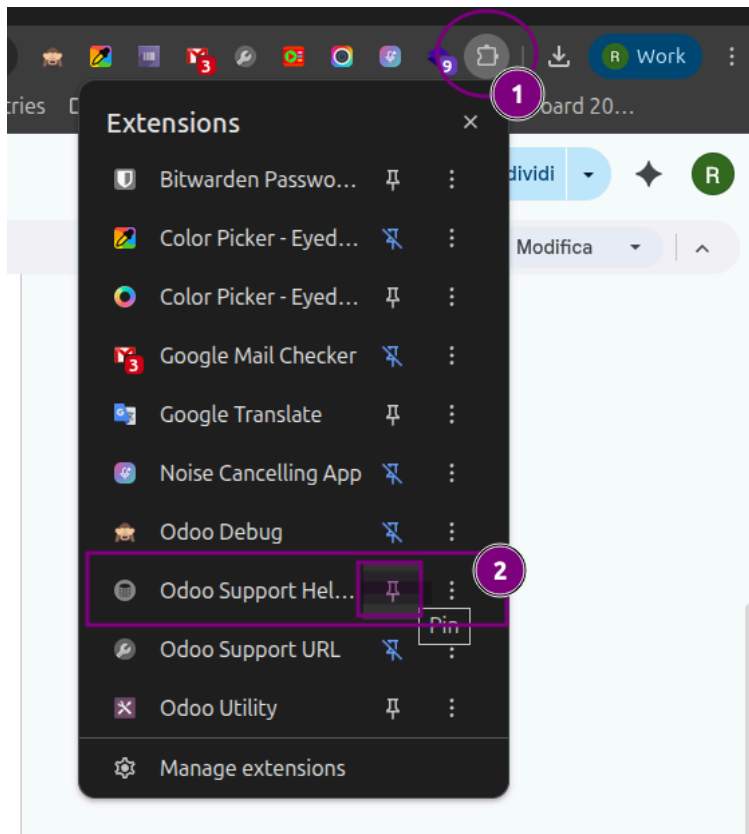 3
9
R Work
1
oard 20...
Extensions
dividi
R
Bitwarden Passwo...
Color Picker - Eyed...
Modifica
Color Picker - Eyed...
3
Google Mail Checker
Google Translate
Noise Cancelling App
Odoo Debug
2
Odoo Support Hel...
Pin
Odoo Support URL
Odoo Utility
Manage extensions